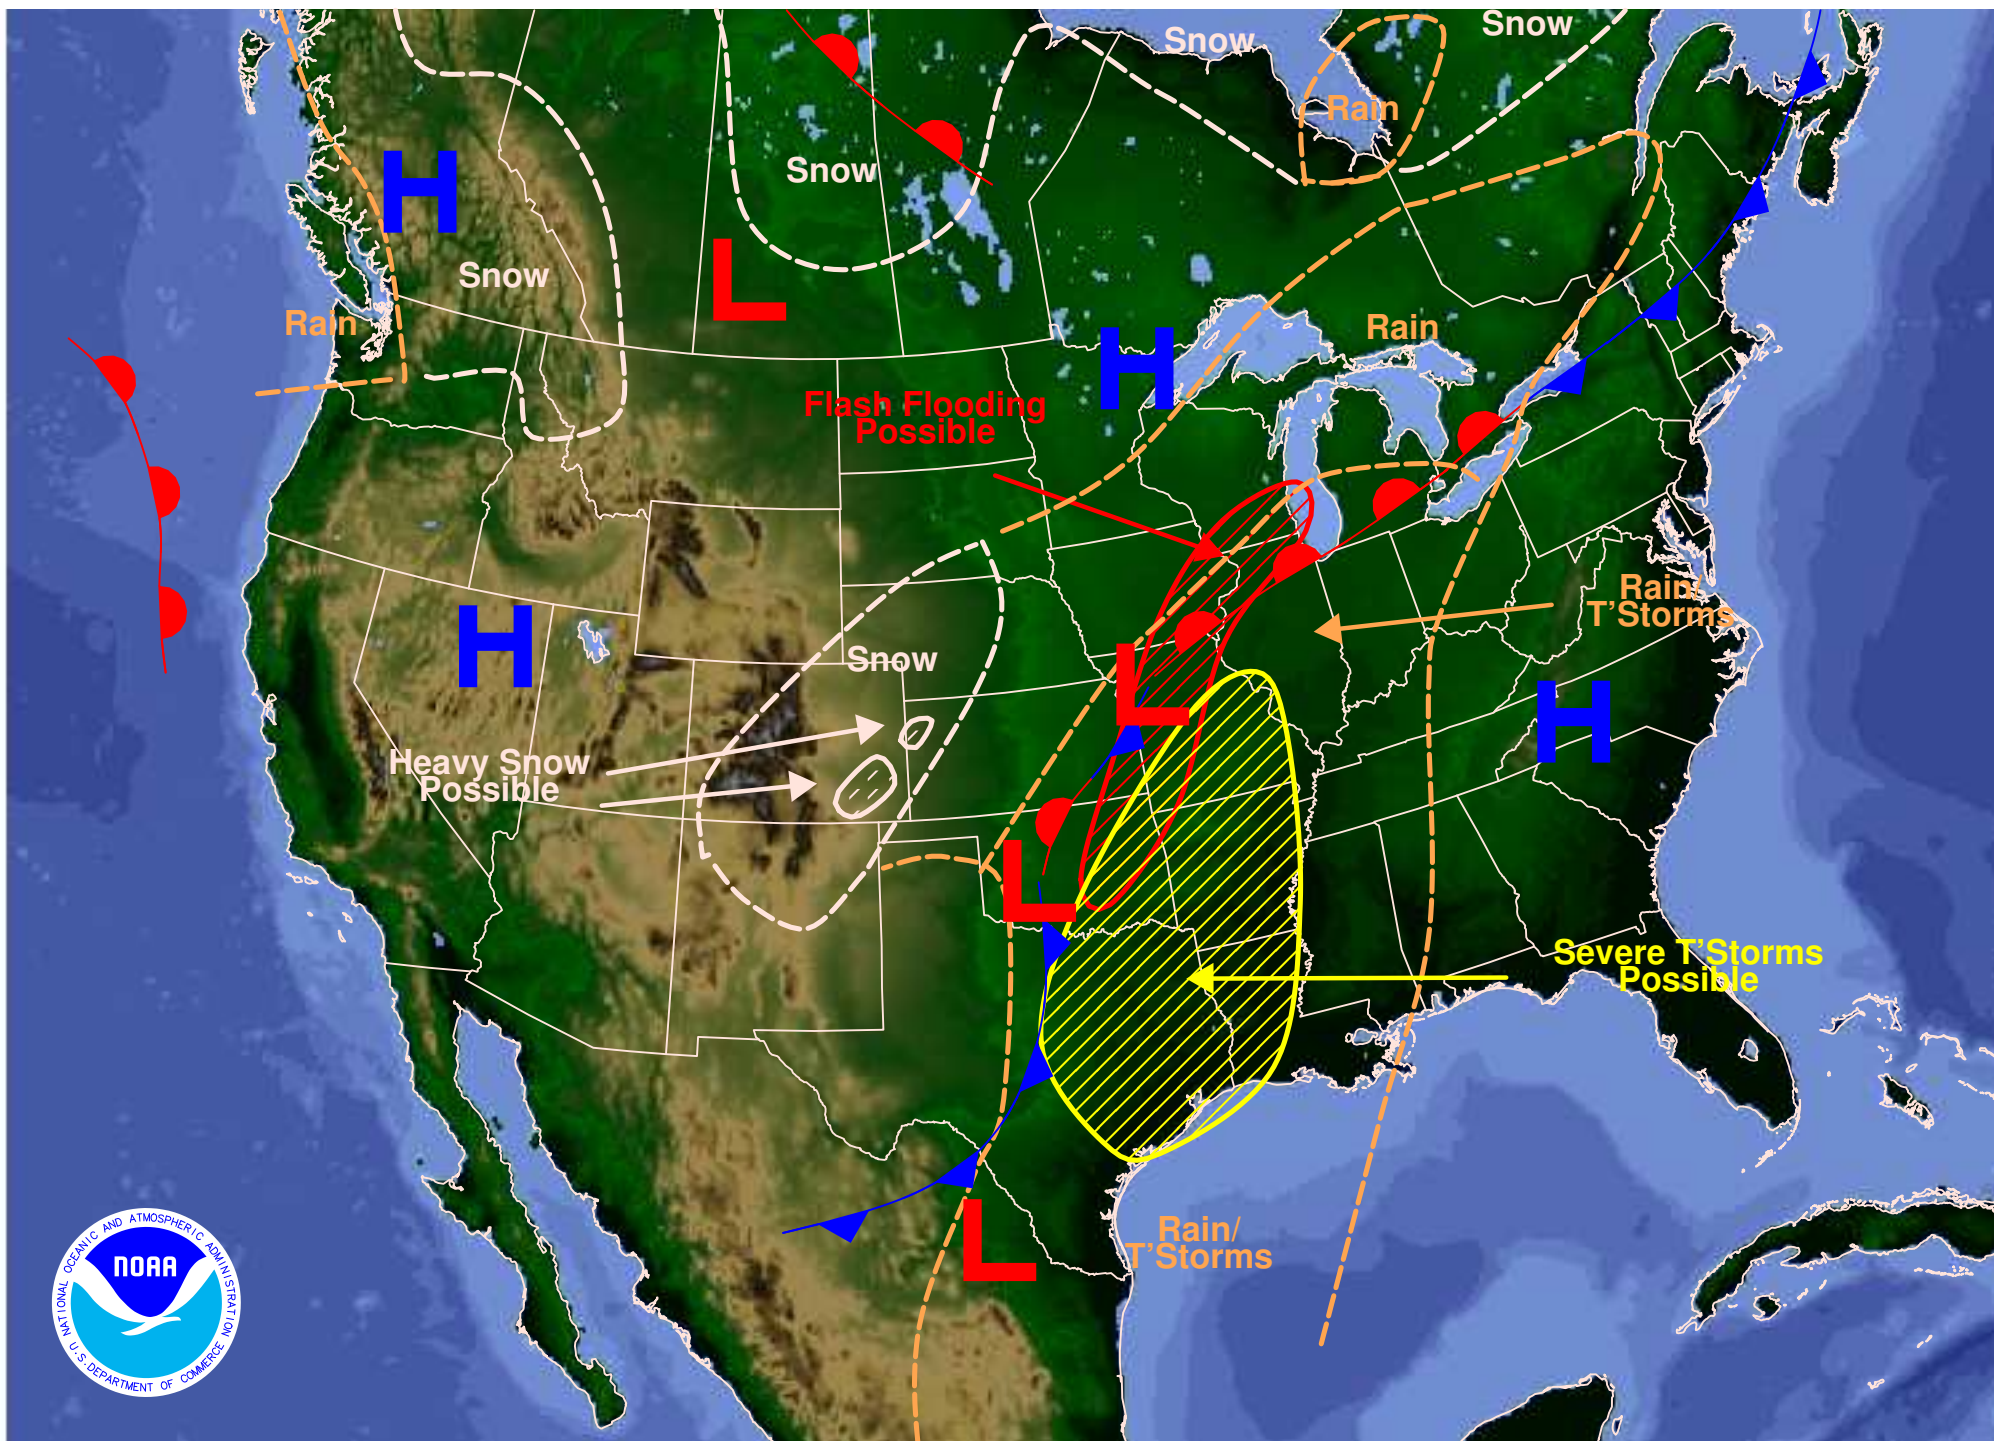 Snow
Snow
Rain
H
Snow
Snow
L
Rain
Rain
H
Flash Flooding
Possible
Rain/
T'Storms
H
Snow
L
H
Heavy Snow
Possible
L
Severe T'Storms
Possible
L
Rain/
T'Storms
NATIONAL OCEANIC AND ATMOSPHERIC ADMINISTRATION
NOAA
U.S. DEPARTMENT OF COMMERCE